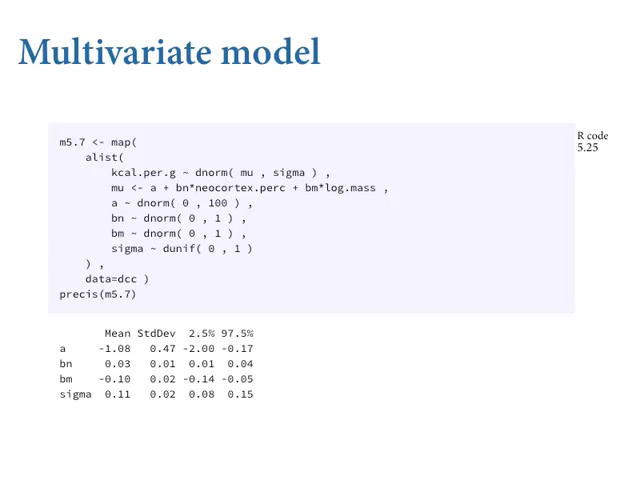 Multivariate model
R code
5.25
m5.7 <- map(
    alist(
        kcal.per.g ~ dnorm( mu , sigma ) ,
        mu <- a + bn*neocortex.perc + bm*log.mass ,
        a ~ dnorm( 0 , 100 ) ,
        bn ~ dnorm( 0 , 1 ) ,
        bm ~ dnorm( 0 , 1 ) ,
        sigma ~ dunif( 0 , 1 )
    ) ,
    data=dcc )
precis(m5.7)
       Mean StdDev  2.5% 97.5%
a     -1.08   0.47 -2.00 -0.17
bn     0.03   0.01  0.01  0.04
bm    -0.10   0.02 -0.14 -0.05
sigma  0.11   0.02  0.08  0.15